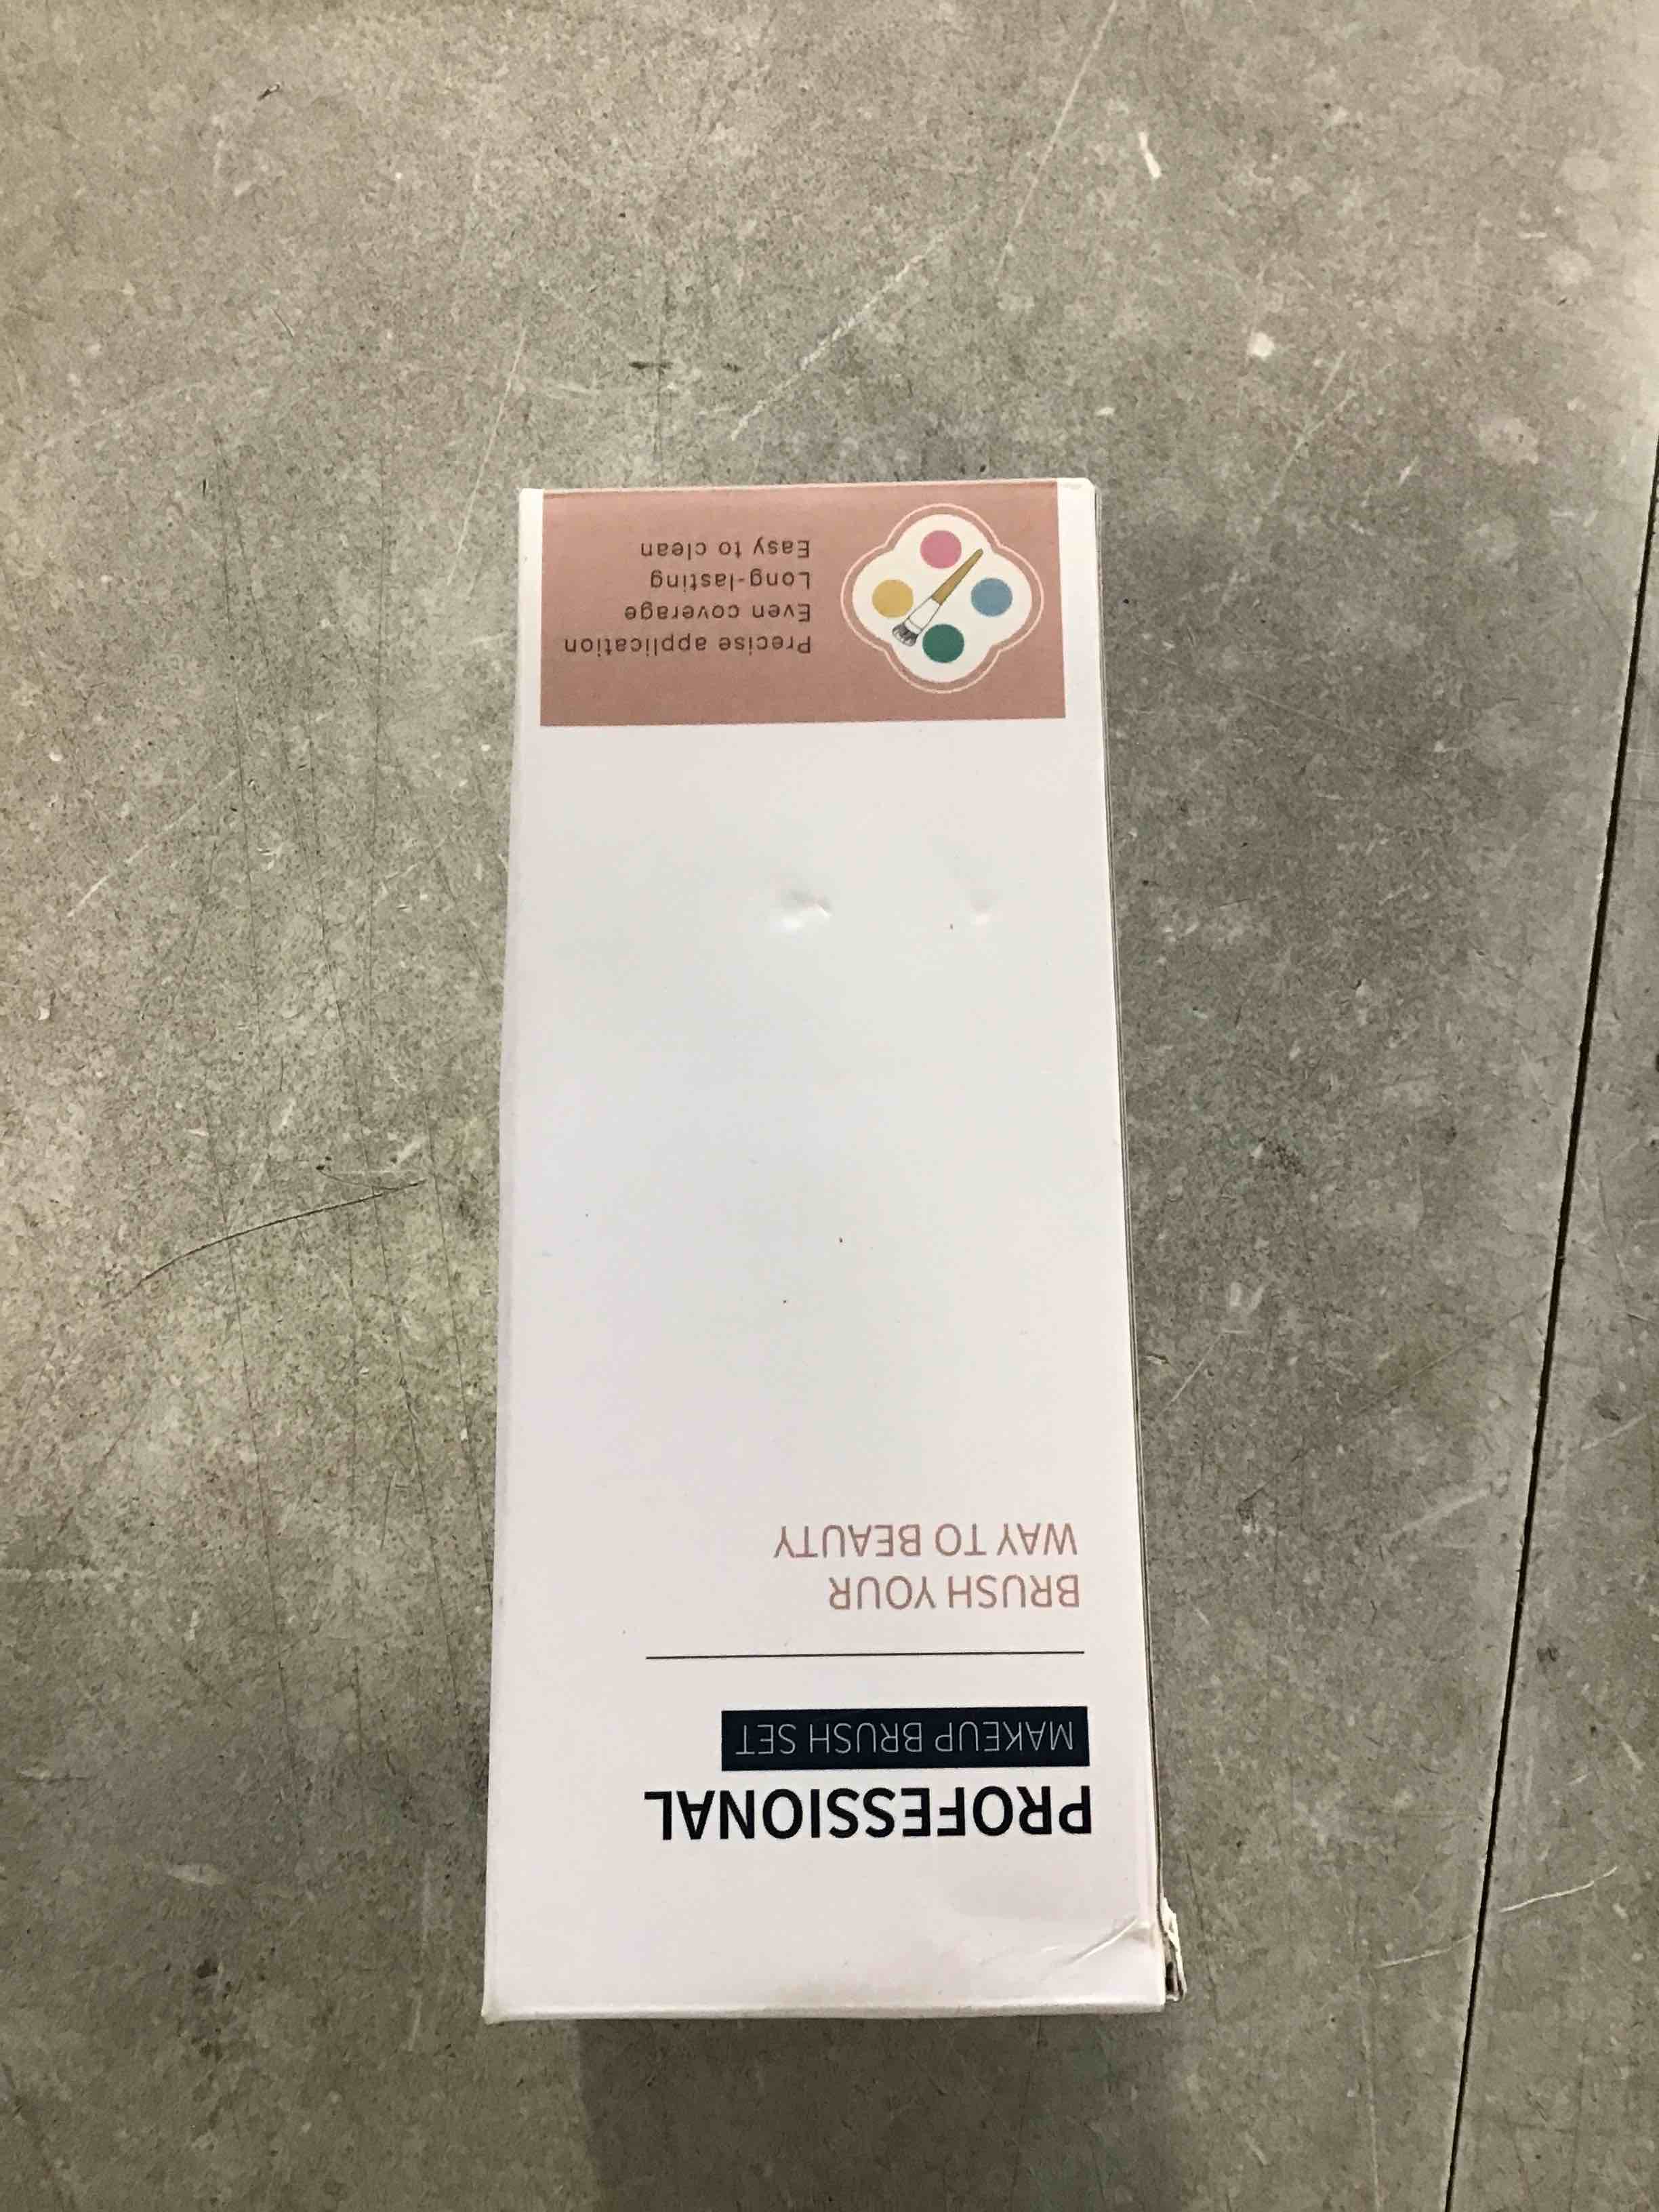 PROFESSIONAL
MAKEUP BRUSH SET
BRUSH YOUR
WAY TO BEAUTY
Precise application
Even coverage
Long-lasting
Easy to clean